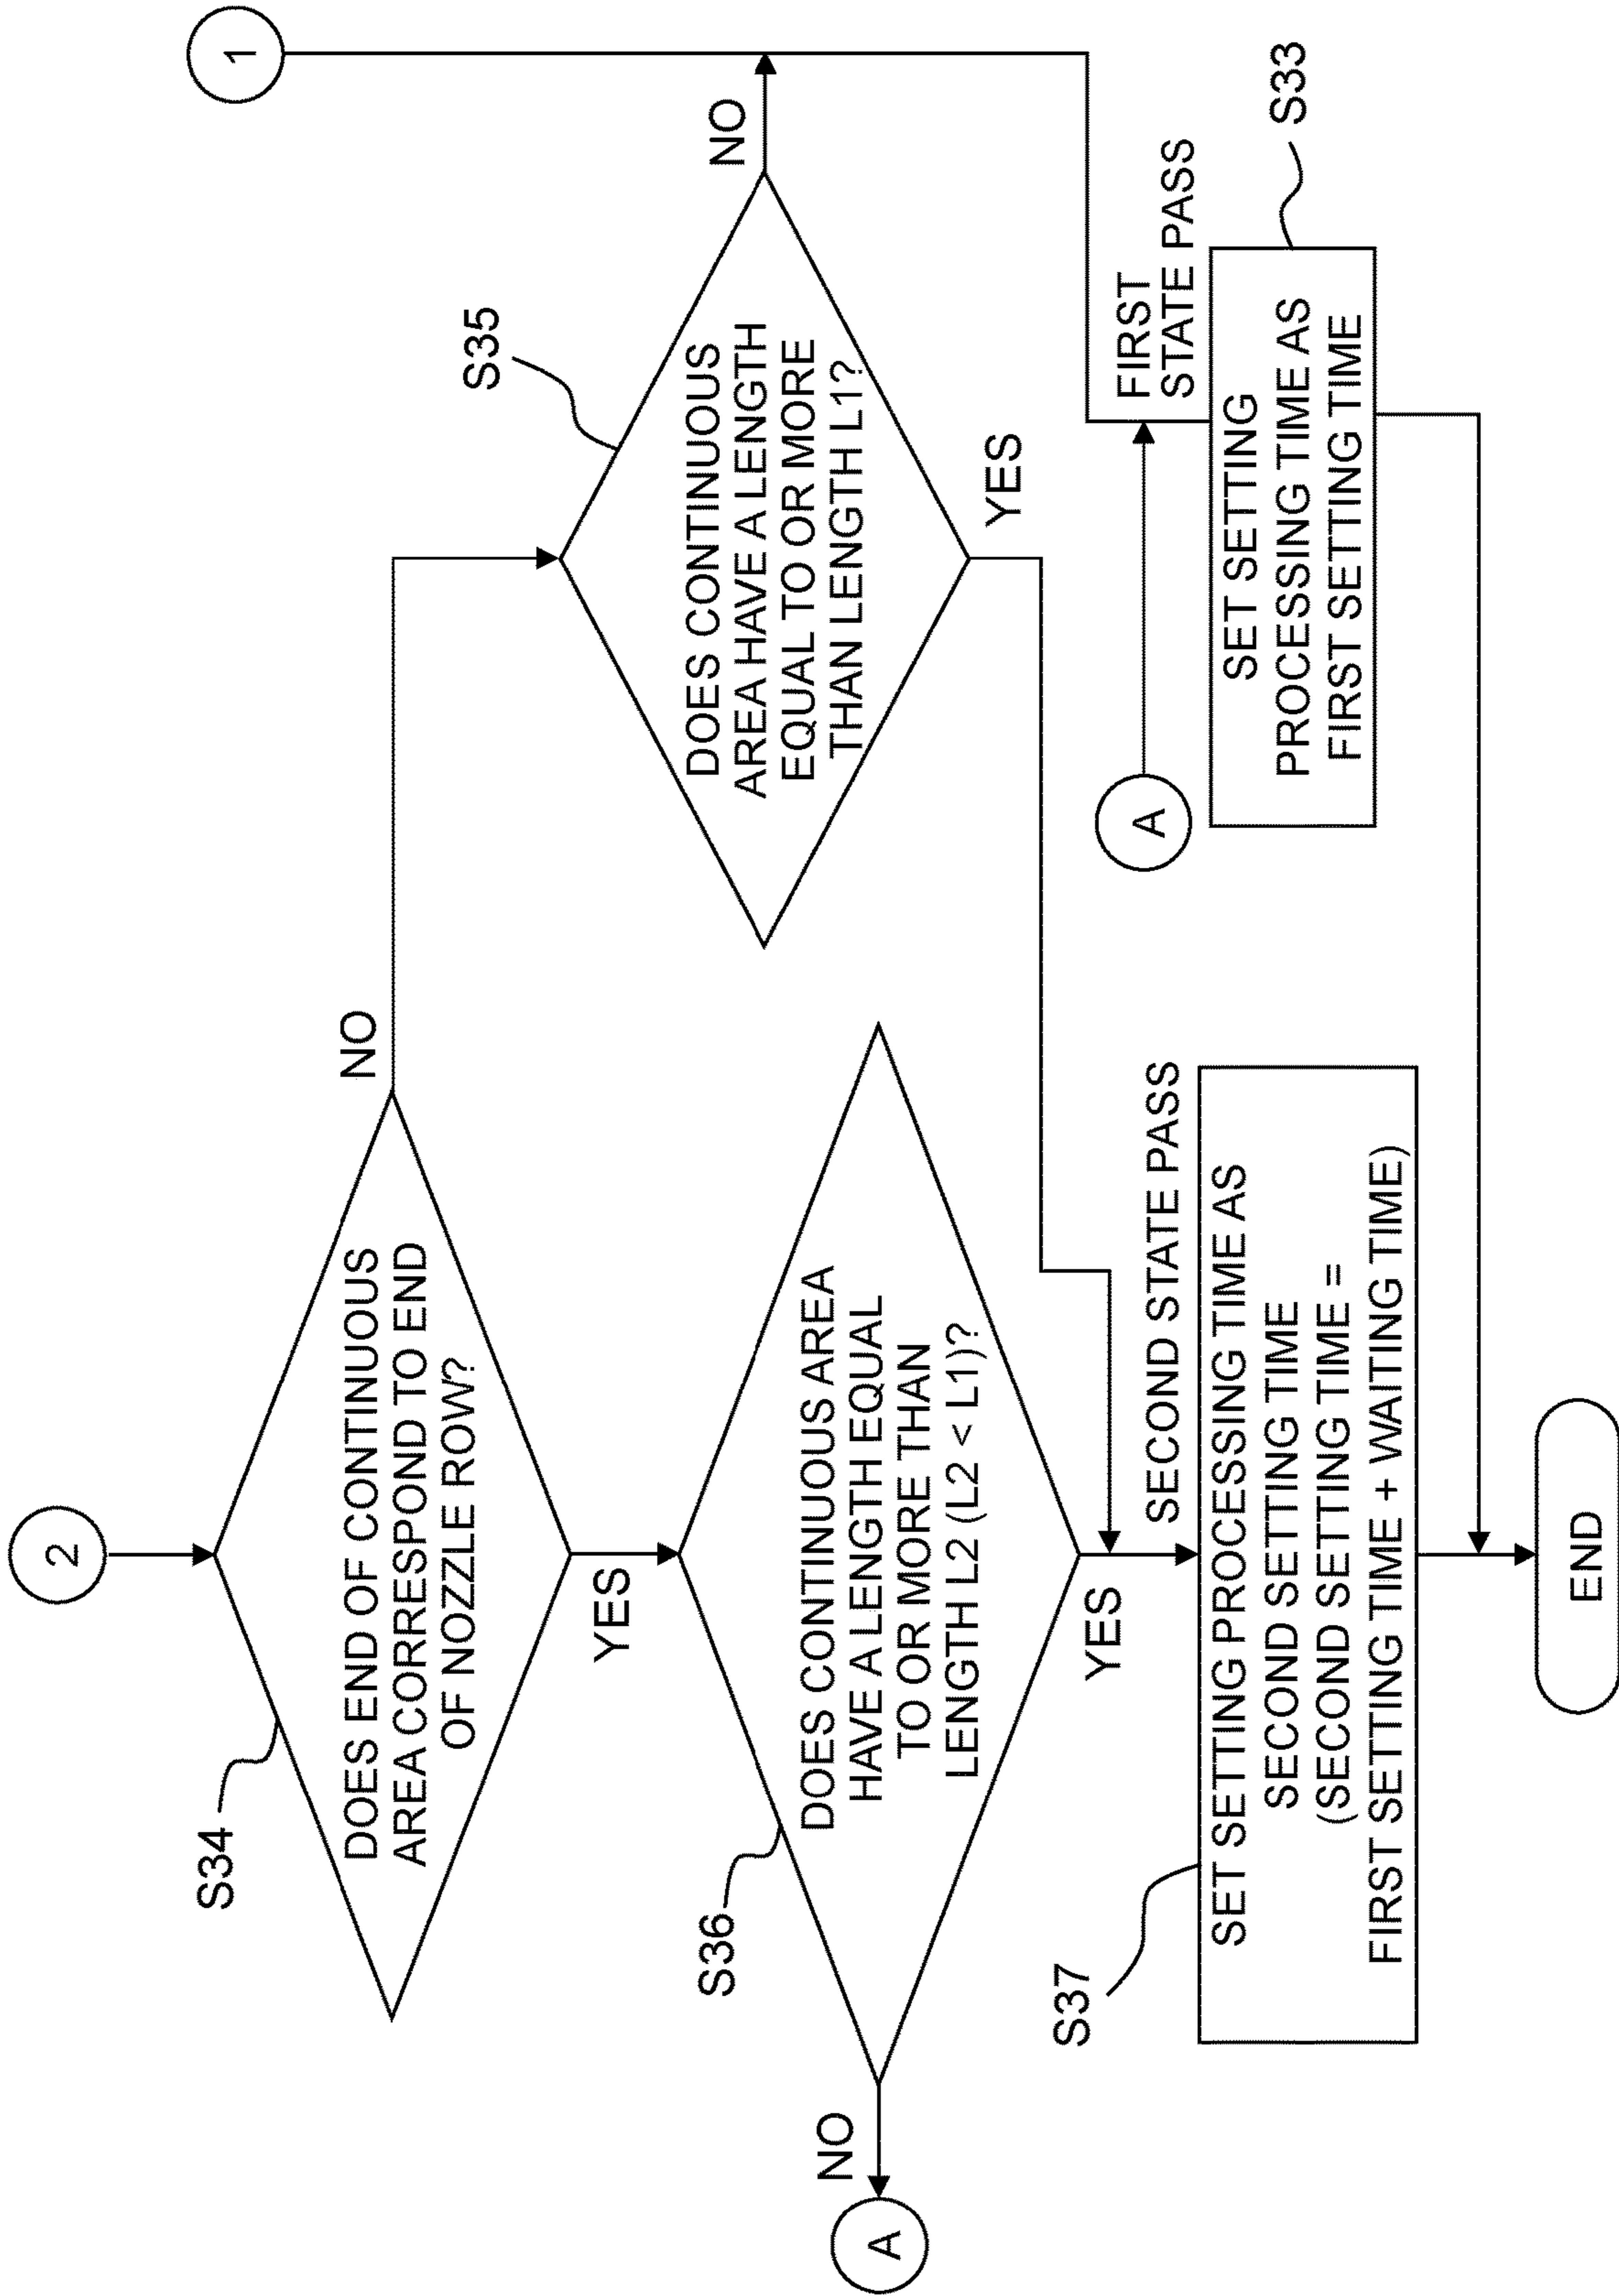 2
1
S34
DOES END OF CONTINUOUS
AREA CORRESPOND TO END
OF NOZZLE ROW?
NO
YES
S35
DOES CONTINUOUS
AREA HAVE A LENGTH
EQUAL TO OR MORE
THAN LENGTH L1?
NO
YES
S36
DOES CONTINUOUS AREA
HAVE A LENGTH EQUAL
TO OR MORE THAN
LENGTH L2 (L2 < L1)?
NO
A
YES
SECOND STATE PASS
S37
SET SETTING PROCESSING TIME AS
SECOND SETTING TIME
(SECOND SETTING TIME =
FIRST SETTING TIME + WAITING TIME)
A
FIRST
STATE PASS
S33
SET SETTING
PROCESSING TIME AS
FIRST SETTING TIME
END